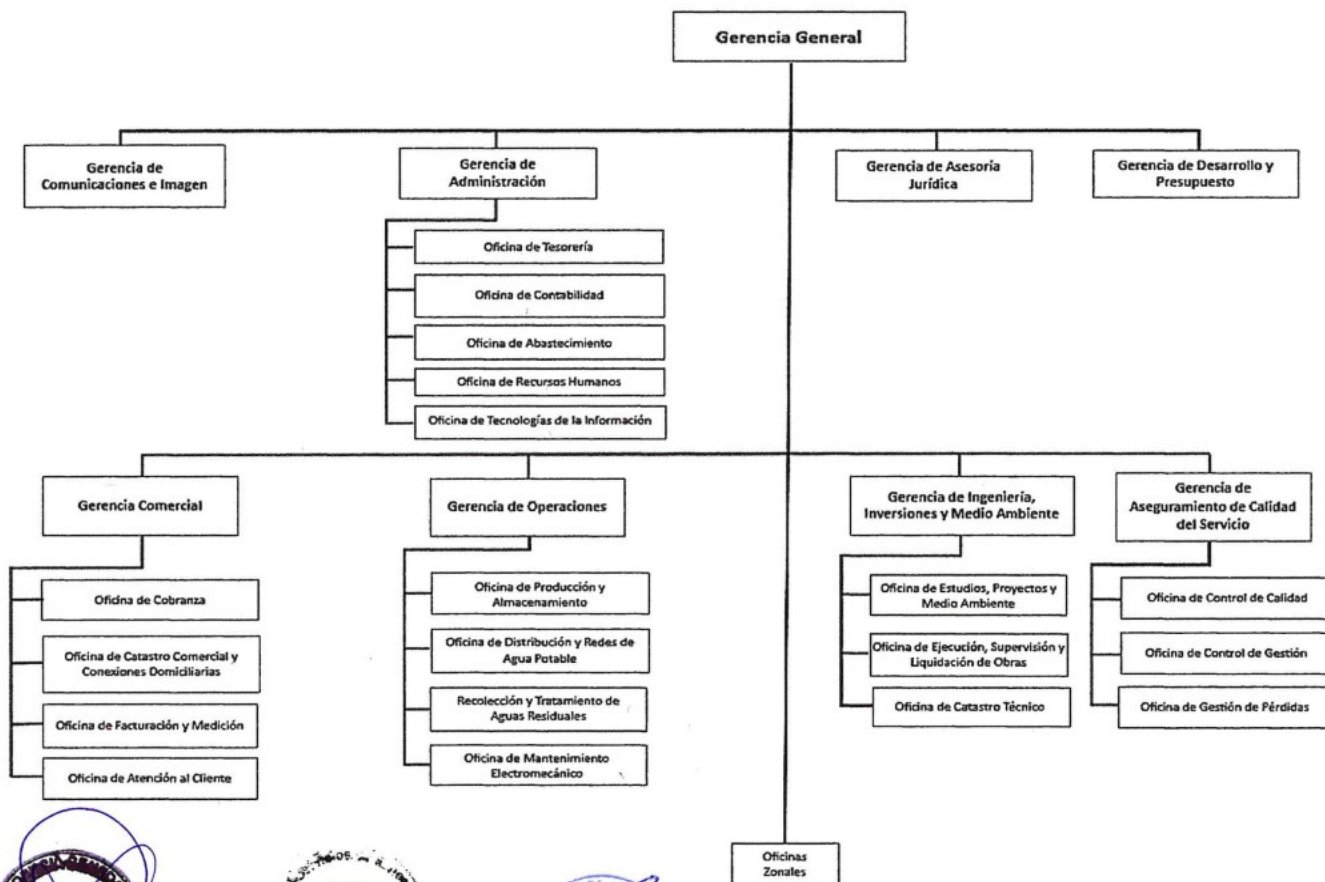 Gerencia General
Gerencia de
Comunicaciones e Imagen
Gerencia de
Administración
Gerencia de Asesoría
Jurídica
Gerencia de Desarrollo y
Presupuesto
Oficina de Tesorería
Oficina de Contabilidad
Oficina de Abastecimiento
Oficina de Recursos Humanos
Oficina de Tecnologías de la Información
Gerencia Comercial
Gerencia de Operaciones
Gerencia de Ingeniería,
Inversiones y Medio Ambiente
Gerencia de
Aseguramiento de Calidad
del Servicio
Oficina de Cobranza
Oficina de Catastro Comercial y
Conexiones Domiciliarias
Oficina de Facturación y Medición
Oficina de Atención al Cliente
Oficina de Producción y
Almacenamiento
Oficina de Distribución y Redes de
Agua Potable
Recolección y Tratamiento de
Aguas Residuales
Oficina de Mantenimiento
Electromecánico
Oficina de Estudios, Proyectos y
Medio Ambiente
Oficina de Ejecución, Supervisión y
Liquidación de Obras
Oficina de Catastro Técnico
Oficina de Control de Calidad
Oficina de Control de Gestión
Oficina de Gestión de Pérdidas
Oficinas
Zonales